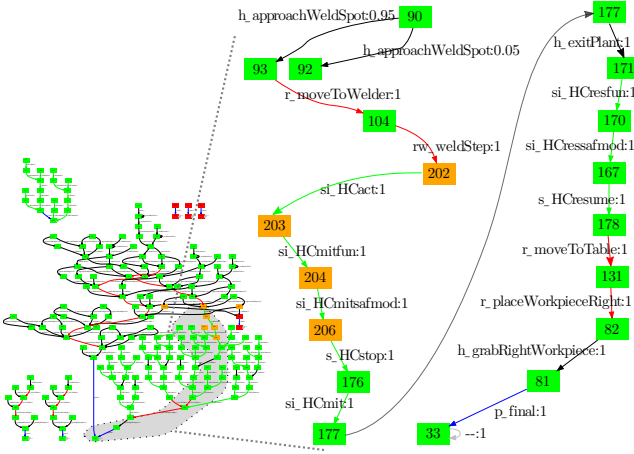 90
h_approachWeldSpot:0.95
h_approachWeldSpot:0.05
93
92
r_moveToWelder:1
104
rw_weldStep:1
202
si_HCact:1
203
si_HCmitfun:1
204
si_HCmitsafmod:1
206
s_HCstop:1
176
si_HCmit:1
177
177
h_exitPlant:1
171
si_HCresfun:1
170
si_HCressafmod:1
167
s_HCresume:1
178
r_moveToTable:1
131
r_placeWorkpieceRight:1
82
h_grabRightWorkpiece:1
81
p_final:1
33
--:1